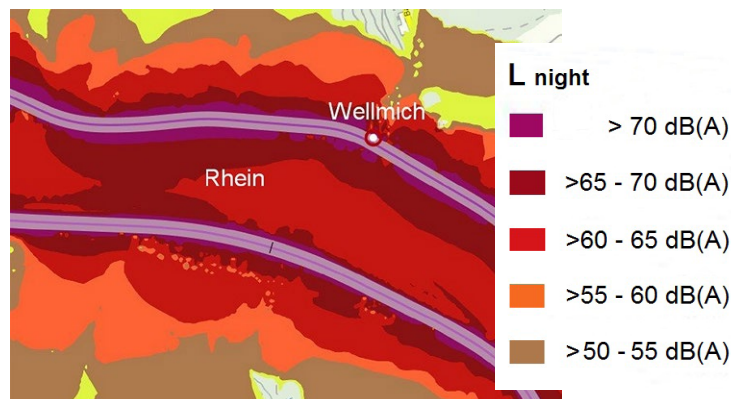 Wellmich
Rhein
L night
> 70 dB(A)
>65 - 70 dB(A)
>60 - 65 dB(A)
>55 - 60 dB(A)
>50 - 55 dB(A)